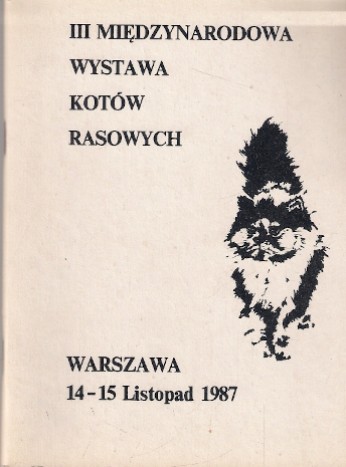 III MIĘDZYNARODOWA
WYSTAWA
KOTÓW
RASOWYCH
WARSZAWA
14-15 Listopad 1987